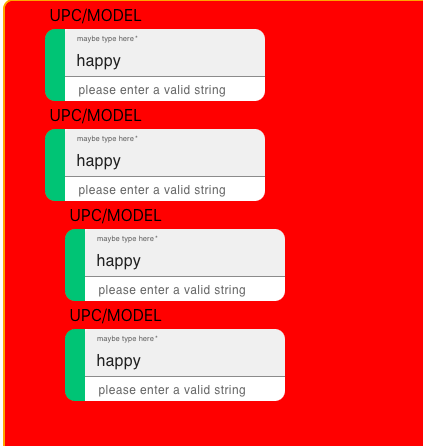 UPC/MODEL
maybe type here *
happy
please enter a valid string
UPC/MODEL
maybe type here *
happy
please enter a valid string
UPC/MODEL
maybe type here *
happy
please enter a valid string
UPC/MODEL
maybe type here *
happy
please enter a valid string